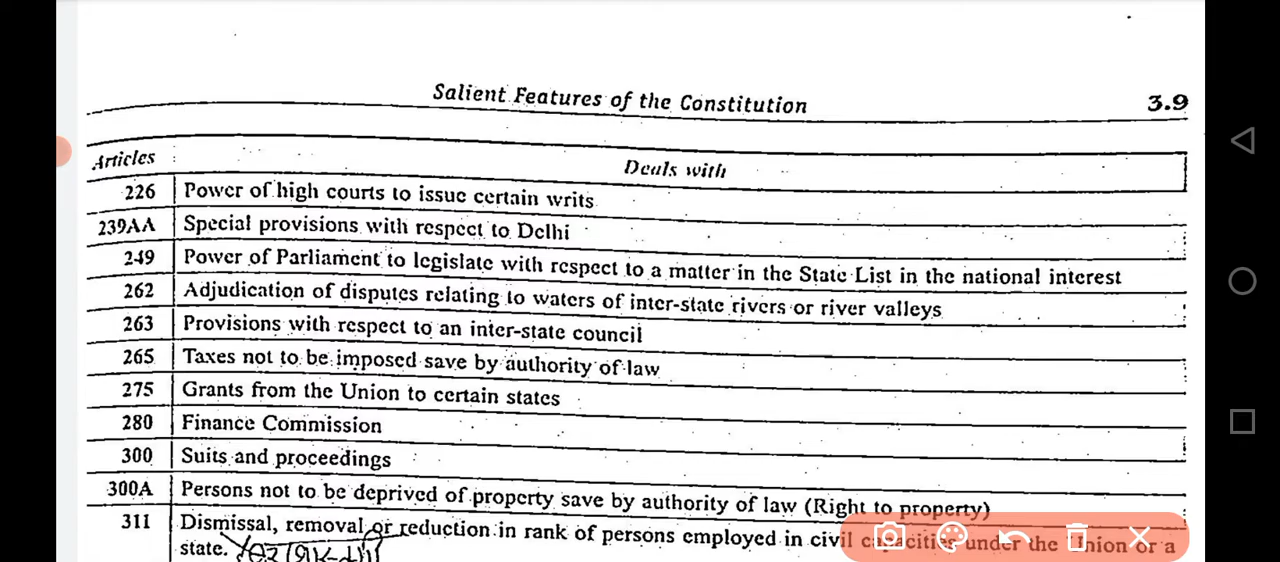 Salient Features of the Constitution 3.9
Articles Deals with
226 Power of high courts to issue certain writs
239AA Special provisions with respect to Delhi
249 Power of Parliament to legislate with respect to a matter in the State List in the national interest
262 Adjudication of disputes relating to waters of inter-state rivers or river valleys
263 Provisions with respect to an inter-state council
265 Taxes not to be imposed save by authority of law
275 Grants from the Union to certain states
280 Finance Commission
300 Suits and proceedings
300A Persons not to be deprived of property save by authority of law (Right to property)
311 Dismissal, removal or reduction in rank of persons employed in civil capacities under the Union or a
state.